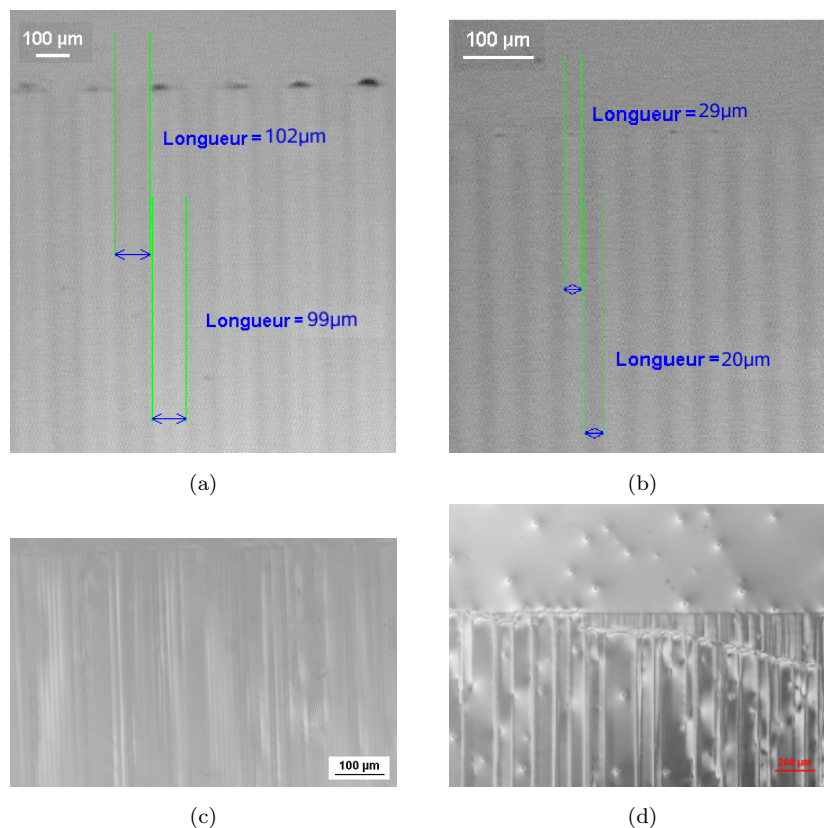 100 µm
Longueur = 102µm
Longueur = 99µm
(a)
100 µm
Longueur = 29µm
Longueur = 20µm
(b)
100 µm
(c)
200 µm
(d)